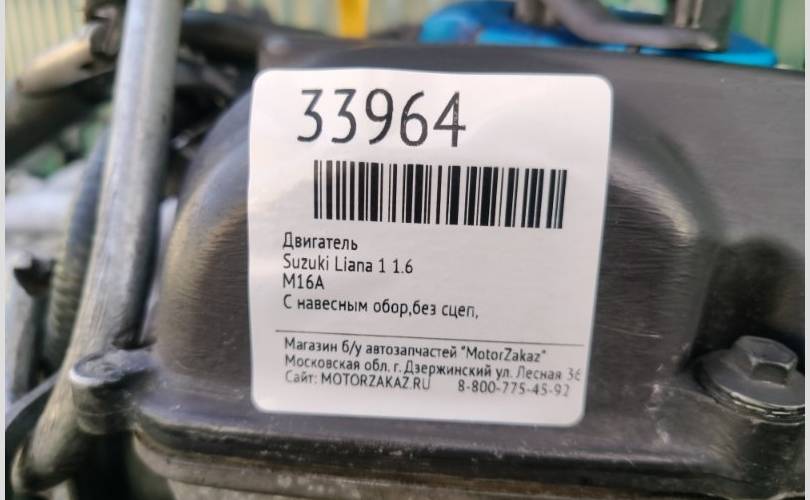 33964
Двигатель
Suzuki Liana 1 1.6
M16A
С навесным обор,без сцеп,
Магазин б/у автозапчастей "MotorZakaz"
Московская обл. г. Дзержинский ул. Лесная 36
Сайт: MOTORZAKAZ.RU 8-800-775-45-92